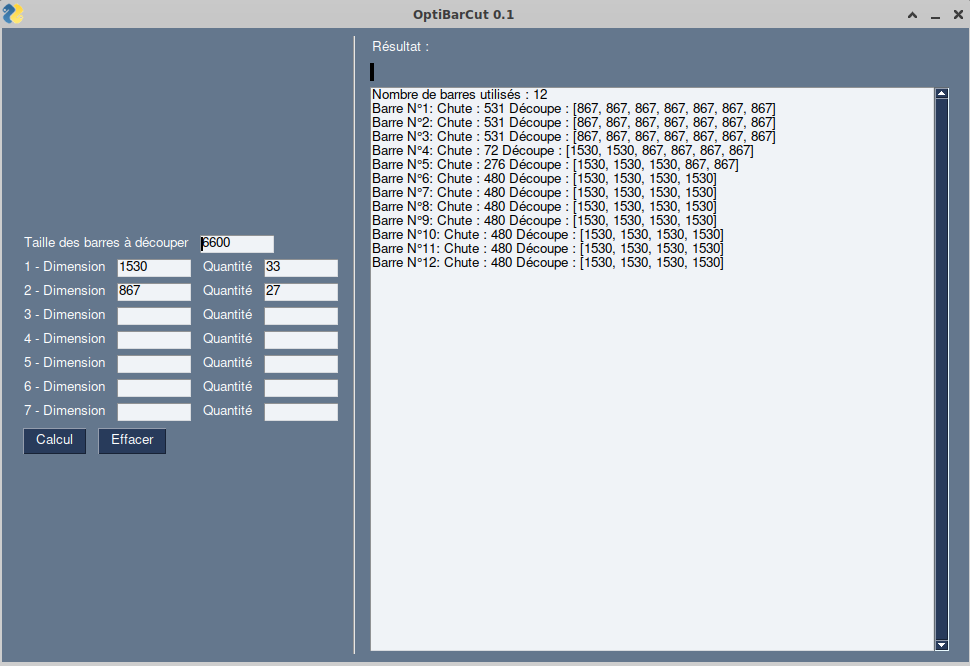 OptiBarCut 0.1
Taille des barres à découper 6600
1 - Dimension 1530 Quantité 33
2 - Dimension 867 Quantité 27
3 - Dimension Quantité
4 - Dimension Quantité
5 - Dimension Quantité
6 - Dimension Quantité
7 - Dimension Quantité
Calcul Effacer
Résultat :
Nombre de barres utilisés : 12
Barre N°1: Chute : 531 Découpe : [867, 867, 867, 867, 867, 867, 867]
Barre N°2: Chute : 531 Découpe : [867, 867, 867, 867, 867, 867, 867]
Barre N°3: Chute : 531 Découpe : [867, 867, 867, 867, 867, 867, 867]
Barre N°4: Chute : 72 Découpe : [1530, 1530, 867, 867, 867, 867]
Barre N°5: Chute : 276 Découpe : [1530, 1530, 1530, 867, 867]
Barre N°6: Chute : 480 Découpe : [1530, 1530, 1530, 1530]
Barre N°7: Chute : 480 Découpe : [1530, 1530, 1530, 1530]
Barre N°8: Chute : 480 Découpe : [1530, 1530, 1530, 1530]
Barre N°9: Chute : 480 Découpe : [1530, 1530, 1530, 1530]
Barre N°10: Chute : 480 Découpe : [1530, 1530, 1530, 1530]
Barre N°11: Chute : 480 Découpe : [1530, 1530, 1530, 1530]
Barre N°12: Chute : 480 Découpe : [1530, 1530, 1530, 1530]